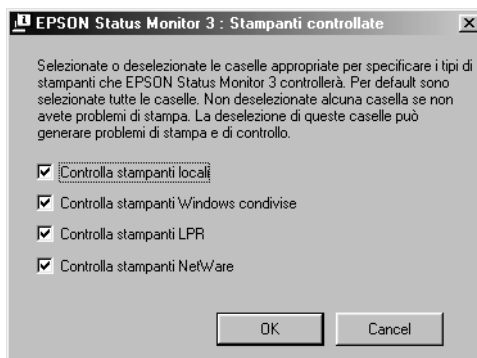 EPSON Status Monitor 3 : Stampanti controllate
Selezionate o deselezionate le caselle appropriate per specificare i tipi di
stampanti che EPSON Status Monitor 3 controllerà. Per default sono
selezionate tutte le caselle. Non deselezionate alcuna casella se non
avete problemi di stampa. La deselezione di queste caselle può
generare problemi di stampa e di controllo.
Controlla stampanti locali
Controlla stampanti Windows condivise
Controlla stampanti LPR
Controlla stampanti NetWare
OK Cancel